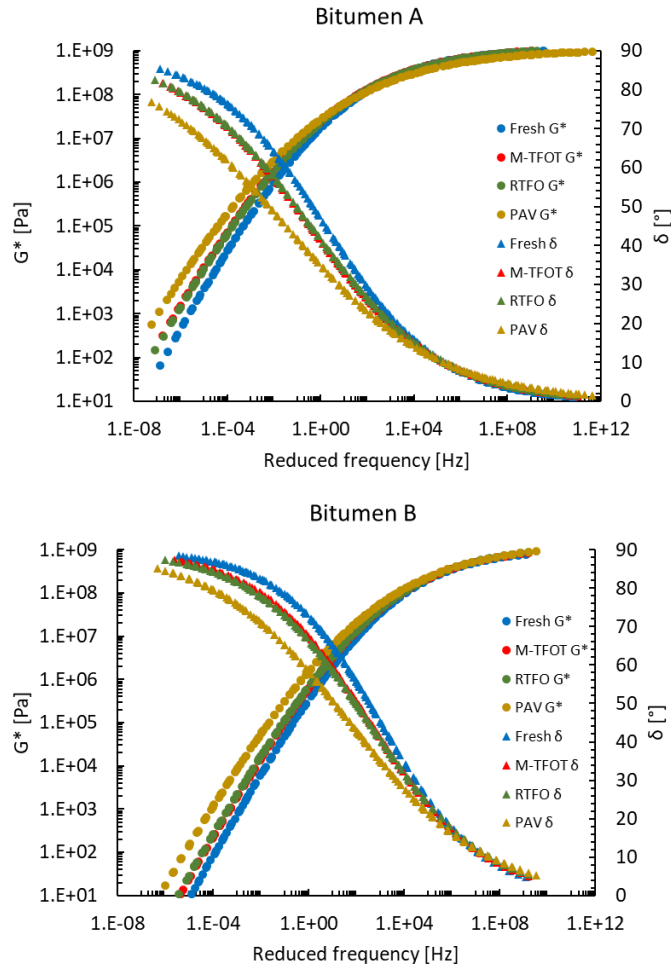 Bitumen A
1.E+09
1.E+08
1.E+07
1.E+06
1.E+05
1.E+04
1.E+03
1.E+02
1.E+01
G* [Pa]
90
80
70
60
50
40
30
20
10
0
δ [°]
Fresh G*
M-TFOT G*
RTFO G*
PAV G*
Fresh δ
M-TFOT δ
RTFO δ
PAV δ
1.E-08 1.E-04 1.E+00 1.E+04 1.E+08 1.E+12
Reduced frequency [Hz]
Bitumen B
1.E+09
1.E+08
1.E+07
1.E+06
1.E+05
1.E+04
1.E+03
1.E+02
1.E+01
G* [Pa]
90
80
70
60
50
40
30
20
10
0
δ [°]
Fresh G*
M-TFOT G*
RTFO G*
PAV G*
Fresh δ
M-TFOT δ
RTFO δ
PAV δ
1.E-08 1.E-04 1.E+00 1.E+04 1.E+08 1.E+12
Reduced frequency [Hz]